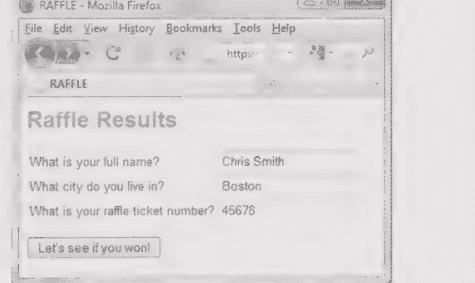 RAFFLE - Mozilla Firefox
File Edit View History Bookmarks Tools Help
https
RAFFLE
Raffle Results
What is your full name? Chris Smith
What city do you live in? Boston
What is your raffle ticket number? 45678
Let's see if you won!